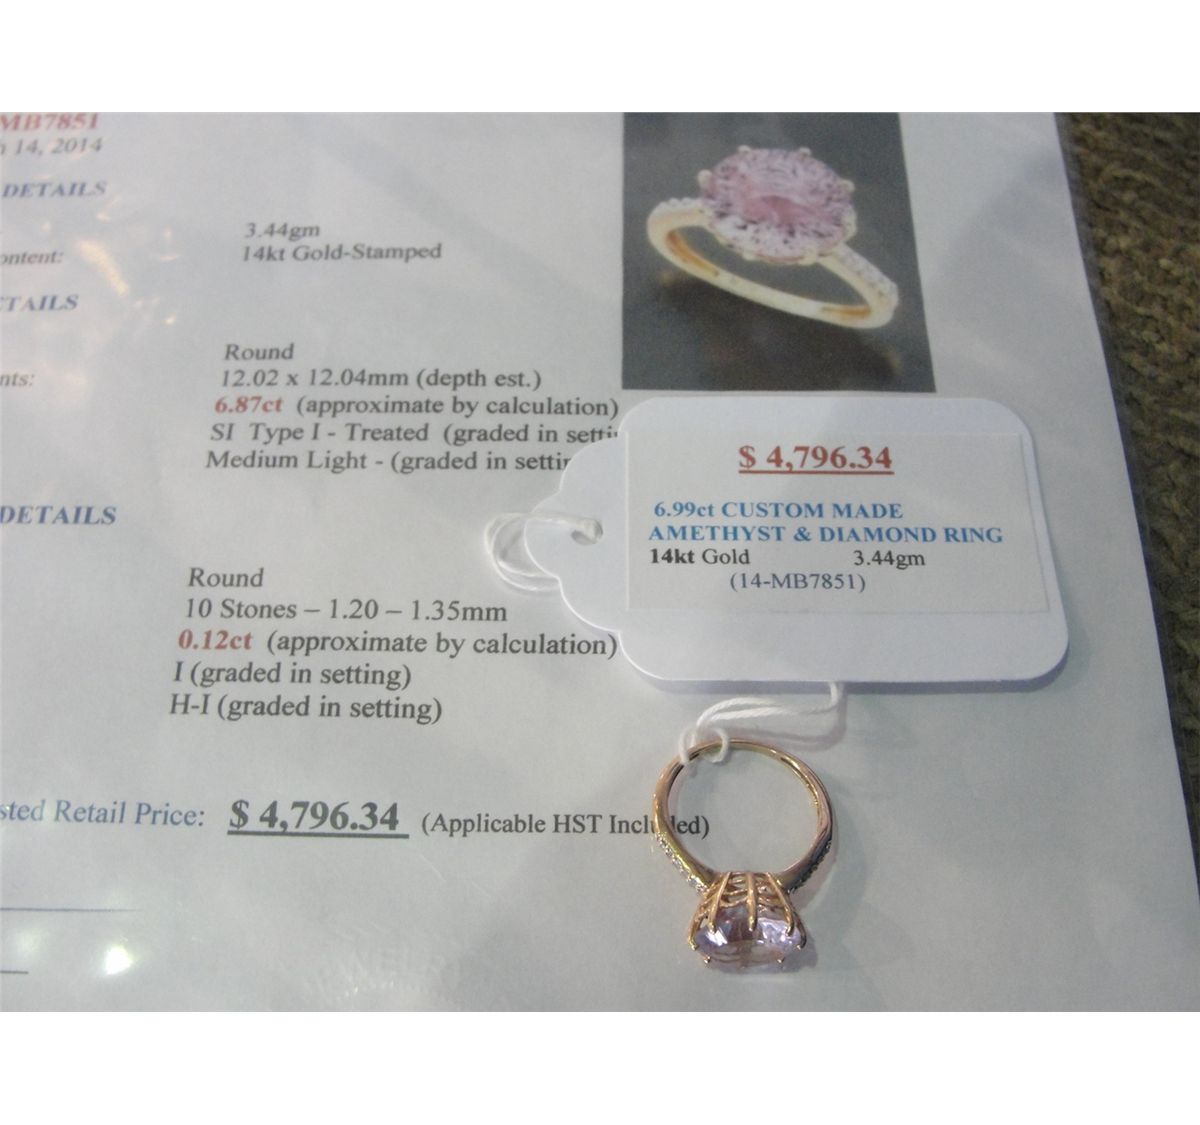 MB7851
14, 2014
DETAILS
3.44gm
14kt Gold-Stamped
ontent:
ETAILS
Round
nts:
12.02 x 12.04mm (depth est.)
6.87ct (approximate by calculation)
SI Type I - Treated (graded in setti
Medium Light - (graded in settin
DETAILS
Round
10 Stones – 1.20 – 1.35mm
0.12ct (approximate by calculation)
I (graded in setting)
H-I (graded in setting)
sted Retail Price: $ 4,796.34 (Applicable HST Included)
$ 4,796.34
6.99ct CUSTOM MADE
AMETHYST & DIAMOND RING
14kt Gold 3.44gm
(14-MB7851)